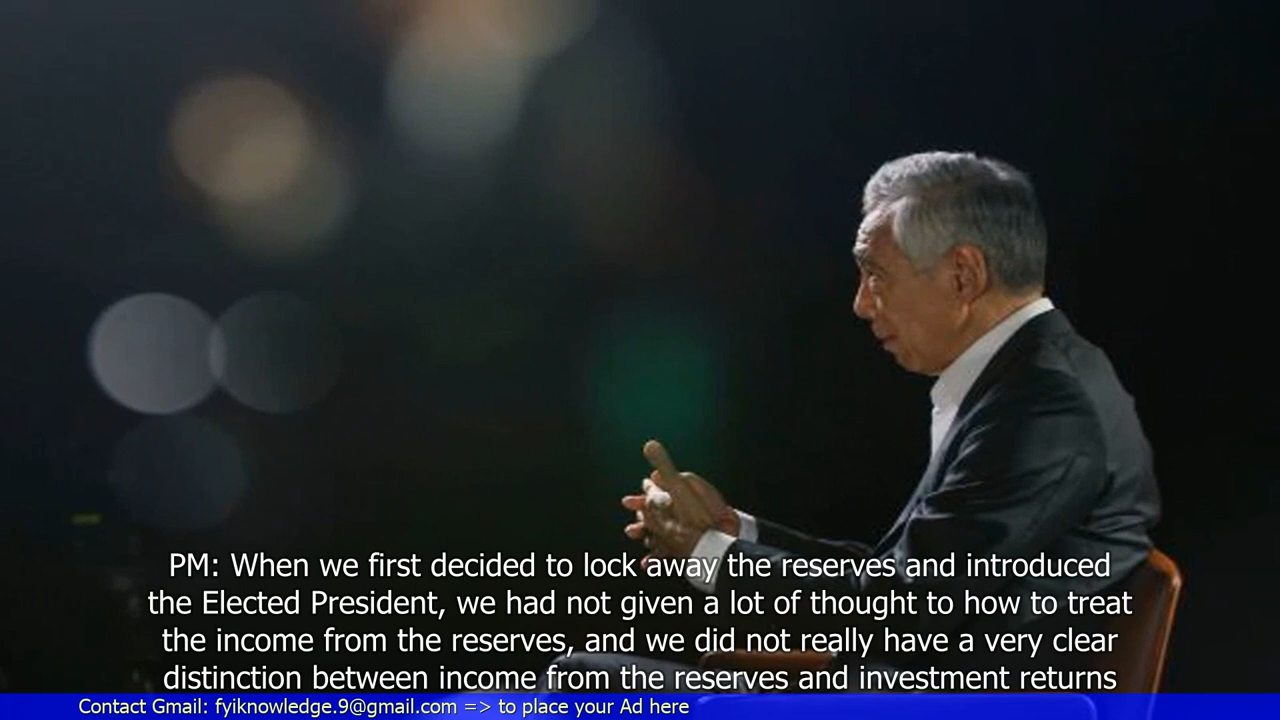 PM: When we first decided to lock away the reserves and introduced
the Elected President, we had not given a lot of thought to how to treat
the income from the reserves, and we did not really have a very clear
distinction between income from the reserves and investment returns
Contact Gmail: fyiknowledge.9@gmail.com => to place your Ad here